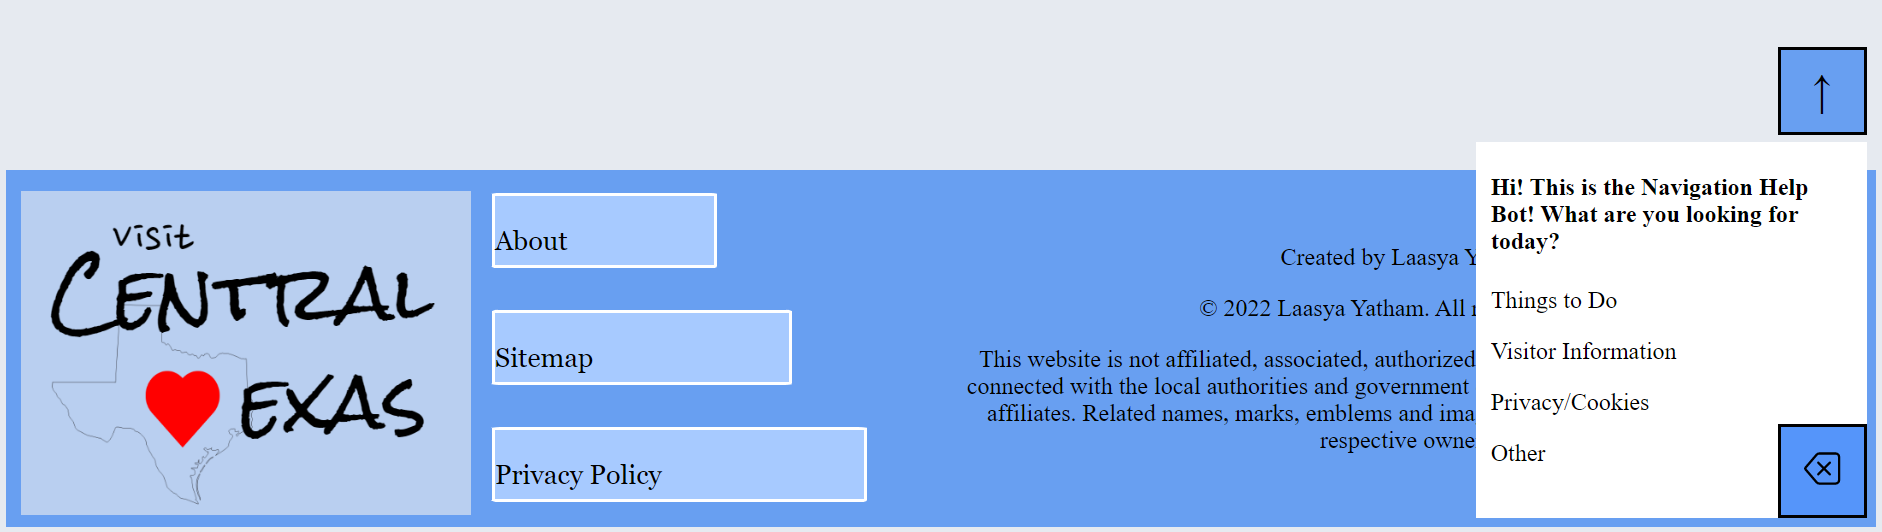 visit
CENTRAL
EXAS
About
Sitemap
Privacy Policy
Created by Laasya
© 2022 Laasya Yatham. All
This website is not affiliated, associated, authorized
connected with the local authorities and government
affiliates. Related names, marks, emblems and
respective
Hi! This is the Navigation Help
Bot! What are you looking for
today?
Things to Do
Visitor Information
Privacy/Cookies
Other